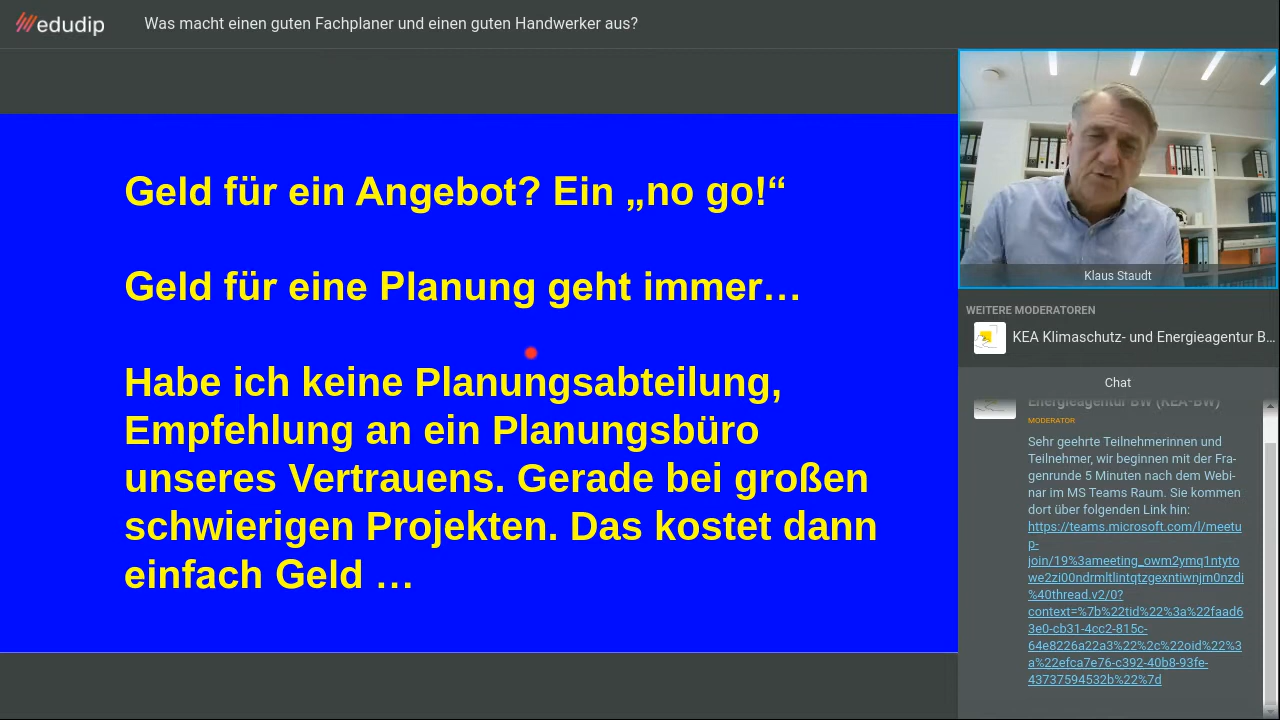 edudip
Was macht einen guten Fachplaner und einen guten Handwerker aus?
Geld für ein Angebot? Ein „no go!“
Geld für eine Planung geht immer…
Habe ich keine Planungsabteilung,
Empfehlung an ein Planungsbüro
unseres Vertrauens. Gerade bei großen
schwierigen Projekten. Das kostet dann
einfach Geld …
Klaus Staudt
WEITERE MODERATOREN
KEA Klimaschutz- und Energieagentur B…
Chat
Energieagentur BW (KEA-BW)
MODERATOR
Sehr geehrte Teilnehmerinnen und
Teilnehmer, wir beginnen mit der Fra-
genrunde 5 Minuten nach dem Webi-
nar im MS Teams Raum. Sie kommen
dort über folgenden Link hin:
https://teams.microsoft.com/l/meetu
p-
join/19%3ameeting_owm2ymq1ntyto
we2zi00ndrmltlintqtzgexntiwnjm0nzdi
%40thread.v2/0?
context=%7b%22tid%22%3a%22faad6
3e0-cb31-4cc2-815c-
64e8226a22a3%22%2c%22oid%22%3
a%22efca7e76-c392-40b8-93fe-
43737594532b%22%7d